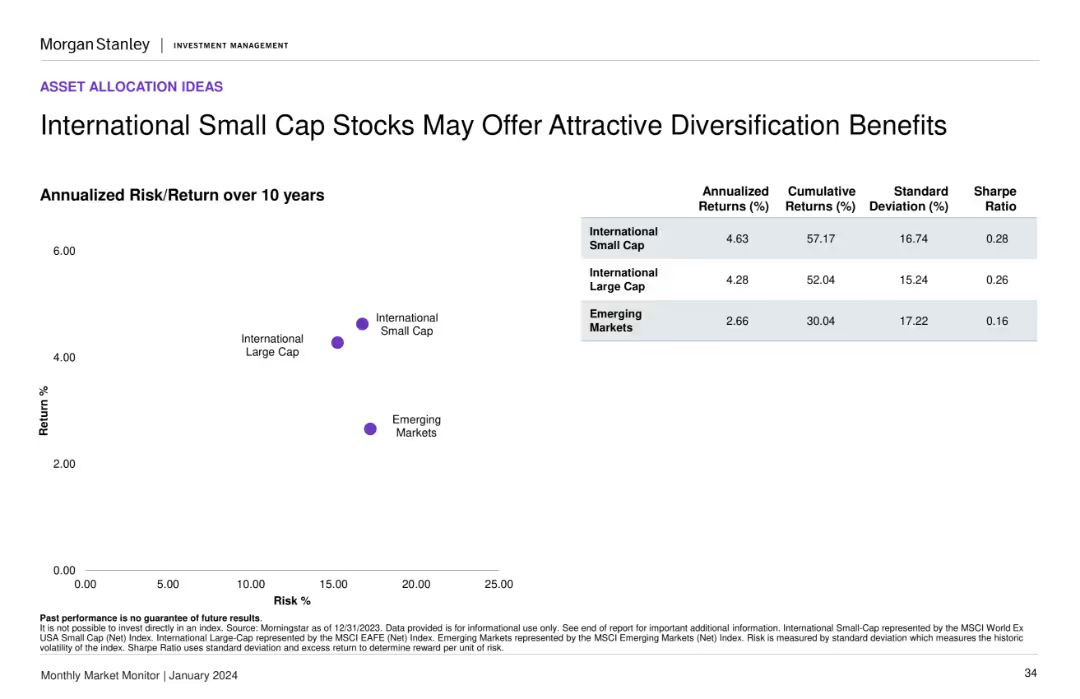 Morgan Stanley | INVESTMENT MANAGEMENT
ASSET ALLOCATION IDEAS
International Small Cap Stocks May Offer Attractive Diversification Benefits
Annualized Risk/Return over 10 years
6.00
4.00
2.00
0.00
Return %
International
Small Cap
International
Large Cap
Emerging
Markets
0.00 5.00 10.00 15.00 20.00 25.00
Risk %
Annualized Cumulative Standard Sharpe
Returns (%) Returns (%) Deviation (%) Ratio
International
Small Cap 4.63 57.17 16.74 0.28
International
Large Cap 4.28 52.04 15.24 0.26
Emerging
Markets 2.66 30.04 17.22 0.16
Past performance is no guarantee of future results.
It is not possible to invest directly in an index. Source: Morningstar as of 12/31/2023. Data provided is for informational use only. See end of report for important additional information. International Small-Cap represented by the MSCI World Ex
USA Small Cap (Net) Index. International Large-Cap represented by the MSCI EAFE (Net) Index. Emerging Markets represented by the MSCI Emerging Markets (Net) Index. Risk is measured by standard deviation which measures the historic
volatility of the index. Sharpe Ratio uses standard deviation and excess return to determine reward per unit of risk.
Monthly Market Monitor | January 2024
34